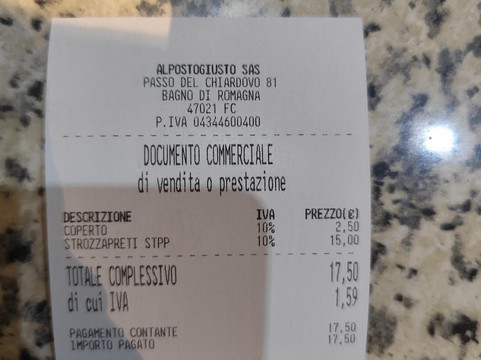 ALPOSTOGIUSTO SAS
PASSO DEL CHIARDOVO 81
BAGNO DI ROMAGNA
47021 FC
P.IVA 04344600400
DOCUMENTO COMMERCIALE
di vendita o prestazione
DESCRIZIONE IVA PREZZO(€)
COPERTO 10% 2,50
STROZZAPRETI STPP 10% 15,00
TOTALE COMPLESSIVO 17,50
di cui IVA 1,59
PAGAMENTO CONTANTE 17,50
IMPORTO PAGATO 17,50